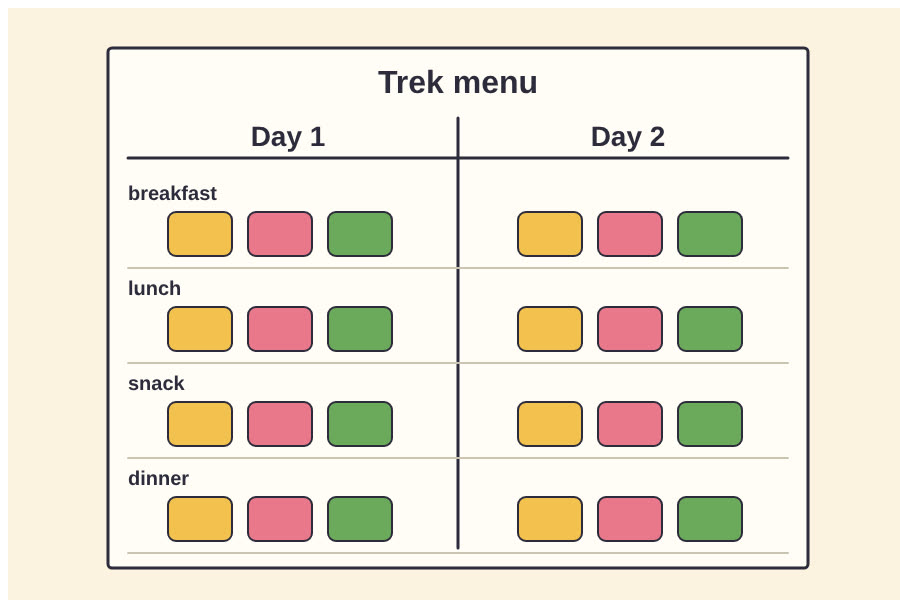 Trek menu
Day 1
Day 2
breakfast
lunch
snack
dinner